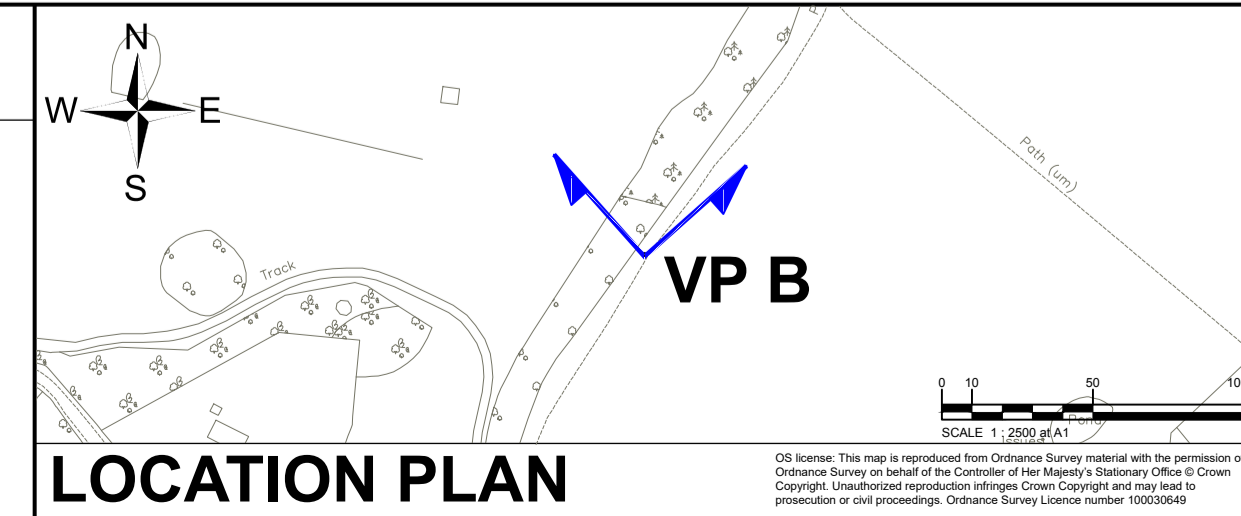 N
W E
S
Track
Path (um)
VP B
0 10 50
SCALE 1 : 2500 at A1
Pond
Issues
LOCATION PLAN
OS license: This map is reproduced from Ordnance Survey material with the permission of
Ordnance Survey on behalf of the Controller of Her Majesty's Stationary Office © Crown
Copyright. Unauthorized reproduction infringes Crown Copyright and may lead to
prosecution or civil proceedings. Ordnance Survey Licence number 100030649